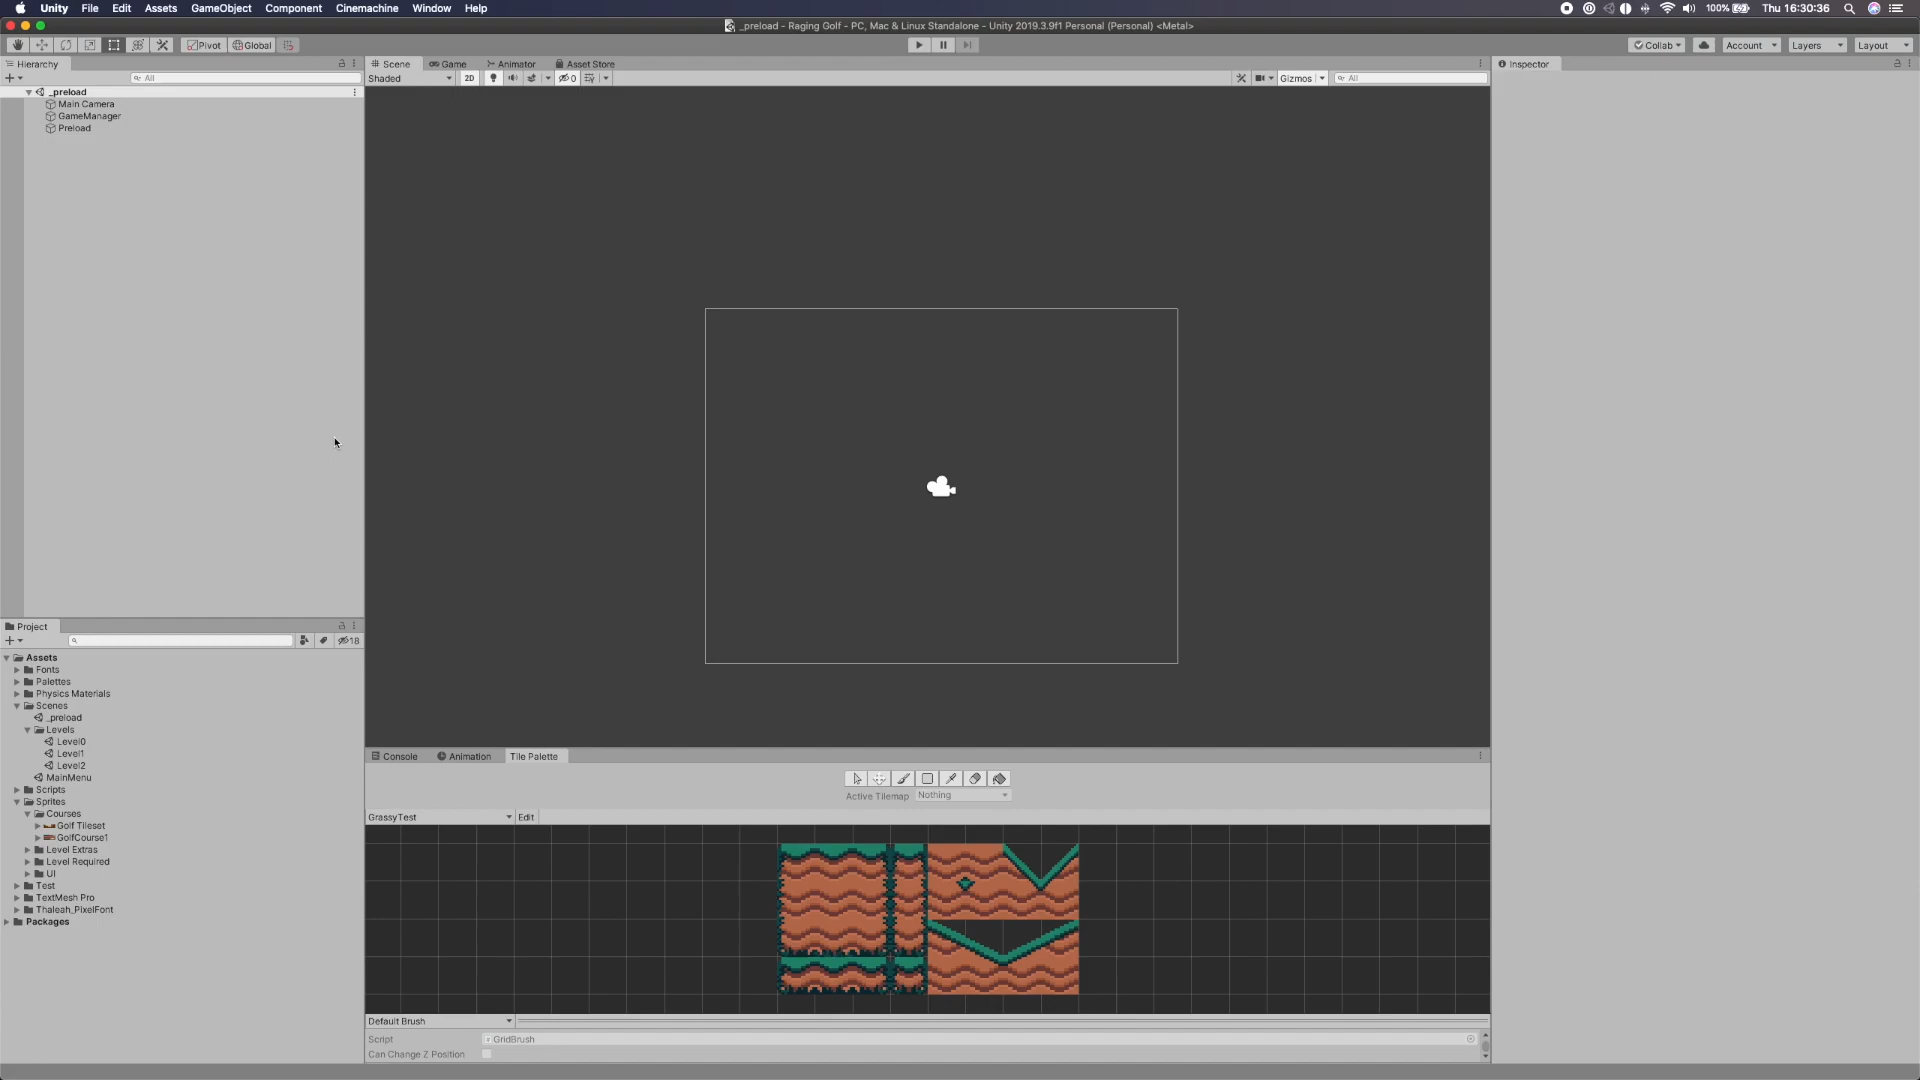 Unity File Edit Assets GameObject Component Cinemachine Window Help 100% Thu 16:30:36
_preload - Raging Golf - PC, Mac & Linux Standalone - Unity 2019.3.9f1 Personal (Personal) <Metal>
Pivot Global Collab Account Layers Layout
Hierarchy Scene Game Animator Asset Store Inspector
All Shaded 2D 0 Gizmos All
_preload
Main Camera
GameManager
Preload
Project
18
Assets
Fonts
Palettes
Physics Materials
Scenes
_preload
Levels
Level0
Level1
Level2
MainMenu
Scripts
Sprites
Courses
Golf Tileset
GolfCourse1
Level Extras
Level Required
UI
Test
TextMesh Pro
Thaleah_PixelFont
Packages
Console Animation Tile Palette
Active Tilemap Nothing
GrassyTest Edit
Default Brush
Script GridBrush
Can Change Z Position